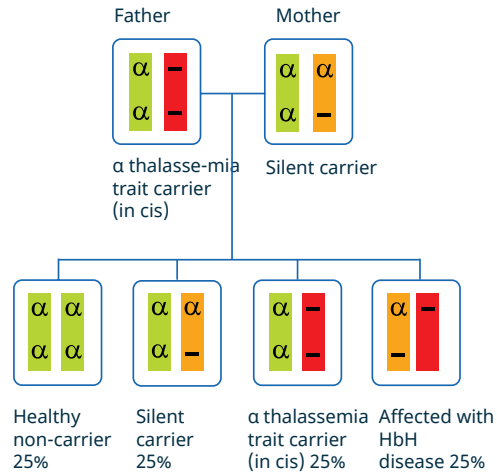 Father
Mother
α –
α α
α –
α –
α thalasse-mia
trait carrier
(in cis)
Silent carrier
α α
α α
α –
α –
α α
α –
α –
– 
Healthy
non-carrier
25%
Silent
carrier
25%
α thalassemia
trait carrier
(in cis) 25%
Affected with
HbH
disease 25%